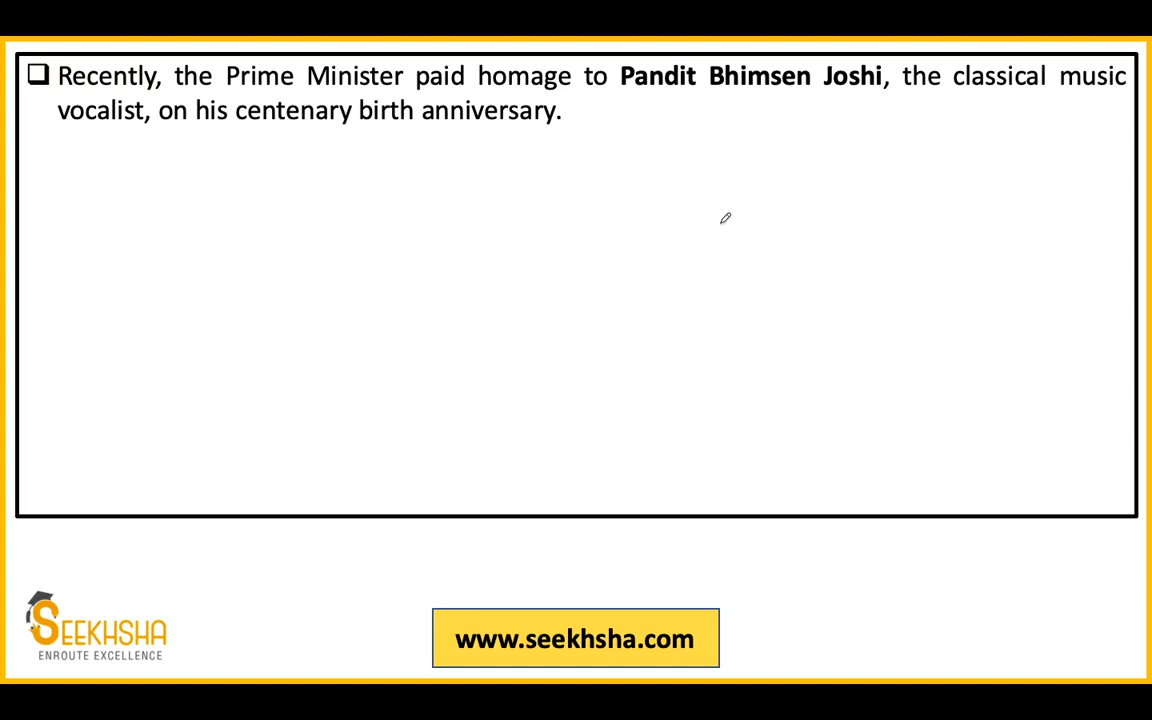 Recently, the Prime Minister paid homage to Pandit Bhimsen Joshi, the classical music
vocalist, on his centenary birth anniversary.
SEEKHSHA
ENROUTE EXCELLENCE
www.seekhsha.com